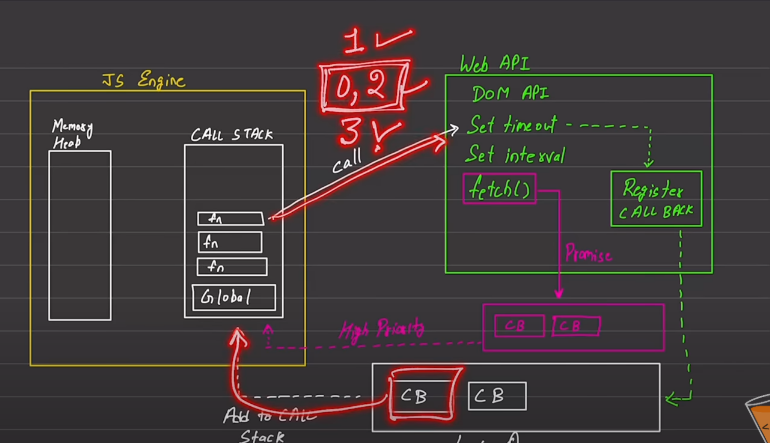 1
0, 2
3
JS Engine
Memory
Heap
CALL STACK
fn
fn
fn
Global
call
Web API
DOM API
Set timeout
Set interval
fetch()
Register
CALL BACK
Promise
CB CB
High Priority
CB CB
Add to CALL
Stack